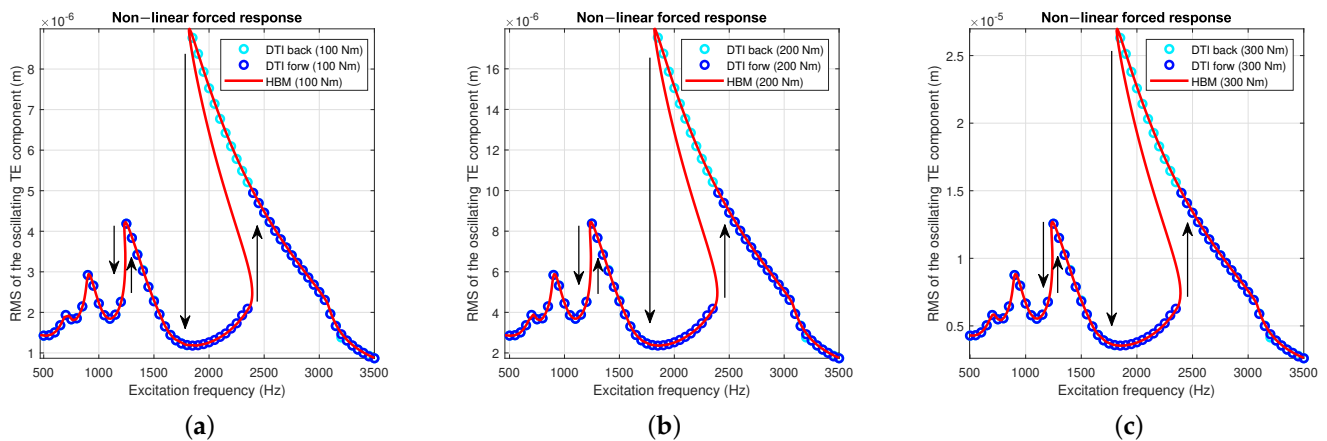 Non−linear forced response
×10⁻⁶
DTI back (100 Nm)
DTI forw (100 Nm)
HBM (100 Nm)
RMS of the oscillating TE component (m)
8
7
6
5
4
3
2
1
500 1000 1500 2000 2500 3000 3500
Excitation frequency (Hz)
(a)
Non−linear forced response
×10⁻⁶
DTI back (200 Nm)
DTI forw (200 Nm)
HBM (200 Nm)
RMS of the oscillating TE component (m)
16
14
12
10
8
6
4
2
500 1000 1500 2000 2500 3000 3500
Excitation frequency (Hz)
(b)
Non−linear forced response
×10⁻⁵
DTI back (300 Nm)
DTI forw (300 Nm)
HBM (300 Nm)
RMS of the oscillating TE component (m)
2.5
2
1.5
1
0.5
500 1000 1500 2000 2500 3000 3500
Excitation frequency (Hz)
(c)